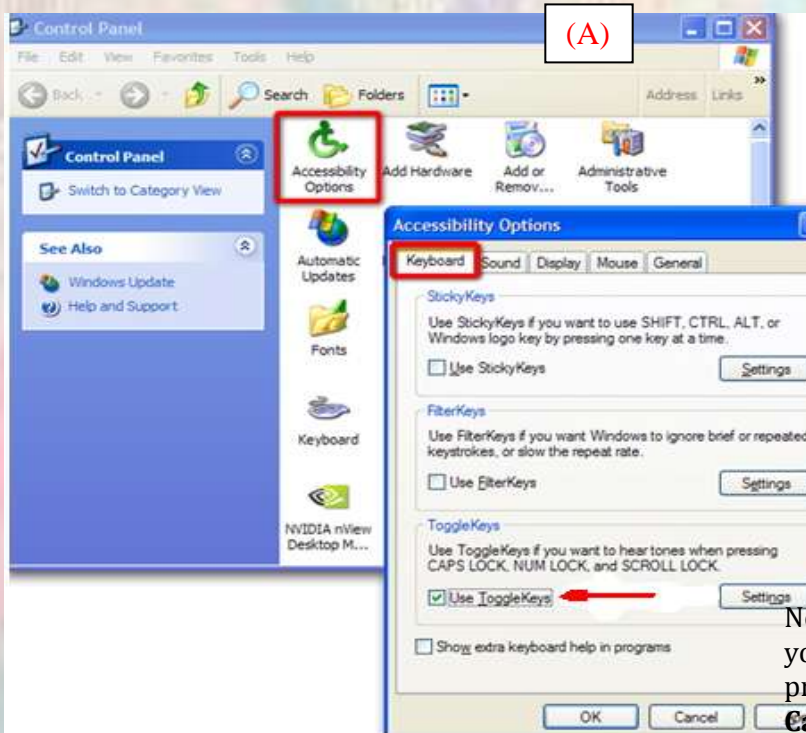 Control Panel
(A)
File Edit View Favorites Tools Help
Back Search Folders Address Links »
Control Panel
Switch to Category View
See Also
Windows Update
Help and Support
Accessibility
Options
Add Hardware
Add or
Remov...
Administrative
Tools
Automatic
Updates
Fonts
Keyboard
NVIDIA nView
Desktop M...
Accessibility Options
Keyboard Sound Display Mouse General
StickyKeys
Use StickyKeys if you want to use SHIFT, CTRL, ALT, or
Windows logo key by pressing one key at a time.
Use StickyKeys Settings
FilterKeys
Use FilterKeys if you want Windows to ignore brief or repeated
keystrokes, or slow the repeat rate.
Use FilterKeys Settings
ToggleKeys
Use ToggleKeys if you want to hear tones when pressing
CAPS LOCK, NUM LOCK, and SCROLL LOCK.
Use ToggleKeys Settings
Show extra keyboard help in programs
OK Cancel